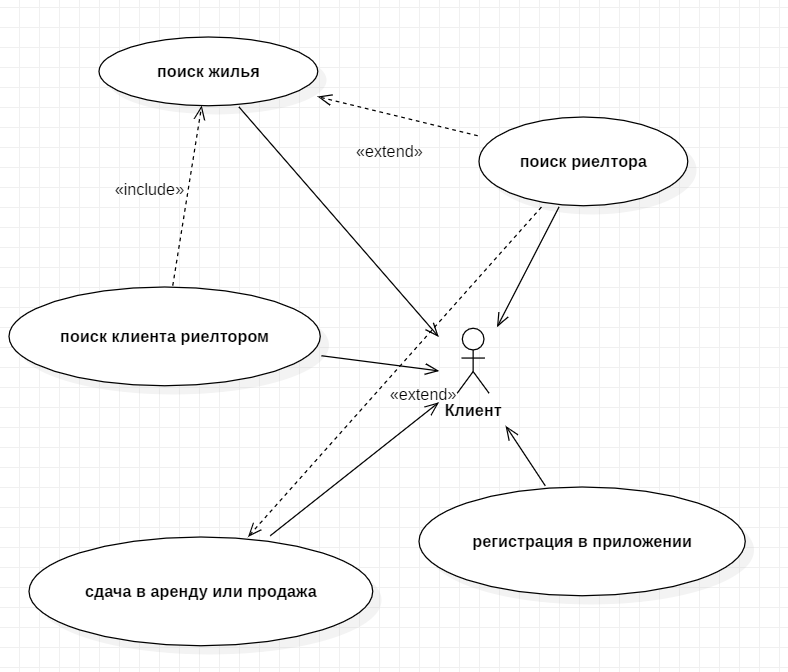 поиск жилья
«extend»
поиск риелтора
«include»
поиск клиента риелтором
«extend»
Клиент
регистрация в приложении
сдача в аренду или продажа